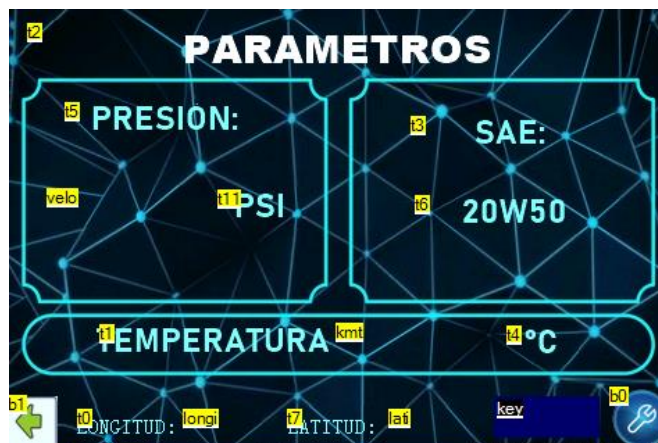 t2
PARAMETROS
t5 PRESION:
t3 SAE:
velo t11 PSI
t6 20W50
t1 TEMPERATURA kmt t4 °C
b1 t0 LONGITUD: longi t7 LATITUD: lati key b0